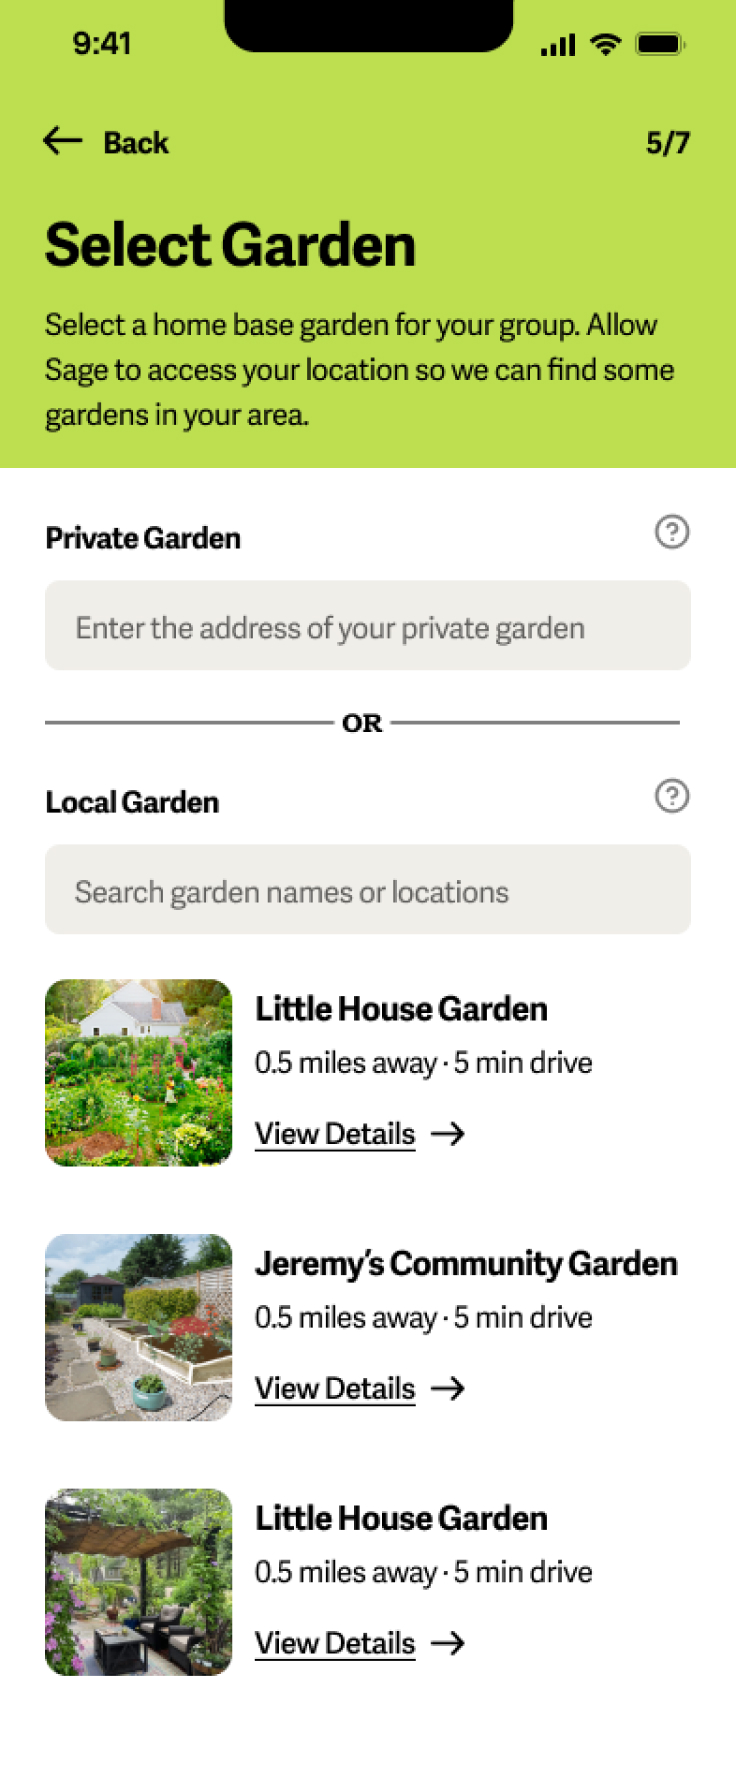 9:41
Back
5/7
Select Garden
Select a home base garden for your group. Allow
Sage to access your location so we can find some
gardens in your area.
Private Garden
Enter the address of your private garden
OR
Local Garden
Search garden names or locations
Little House Garden
0.5 miles away · 5 min drive
View Details
Jeremy’s Community Garden
0.5 miles away · 5 min drive
View Details
Little House Garden
0.5 miles away · 5 min drive
View Details